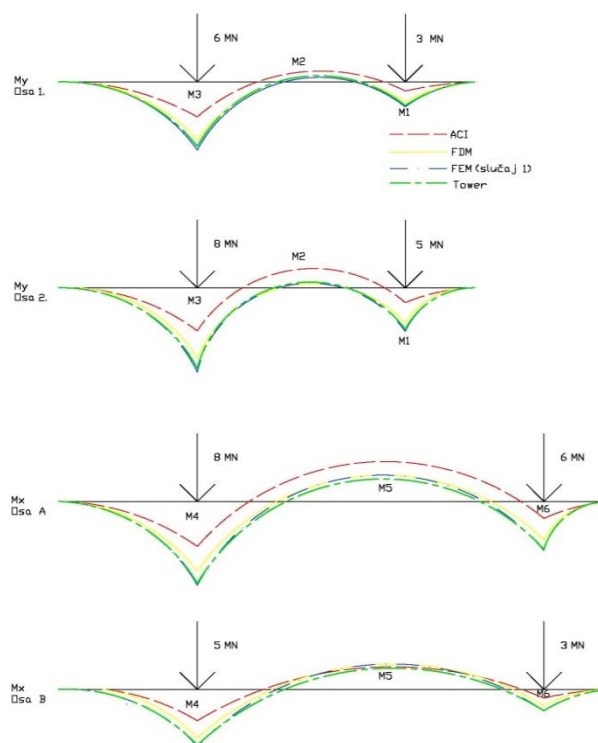 6 MN
3 MN
M2
My
Osa 1.
M3
M1
ACI
FDM
FEM (slučaj 1)
Tower
8 MN
5 MN
M2
My
Osa 2.
M3
M1
8 MN
6 MN
Mx
Osa A
M4
M5
M6
5 MN
3 MN
Mx
Osa B
M4
M5
M6